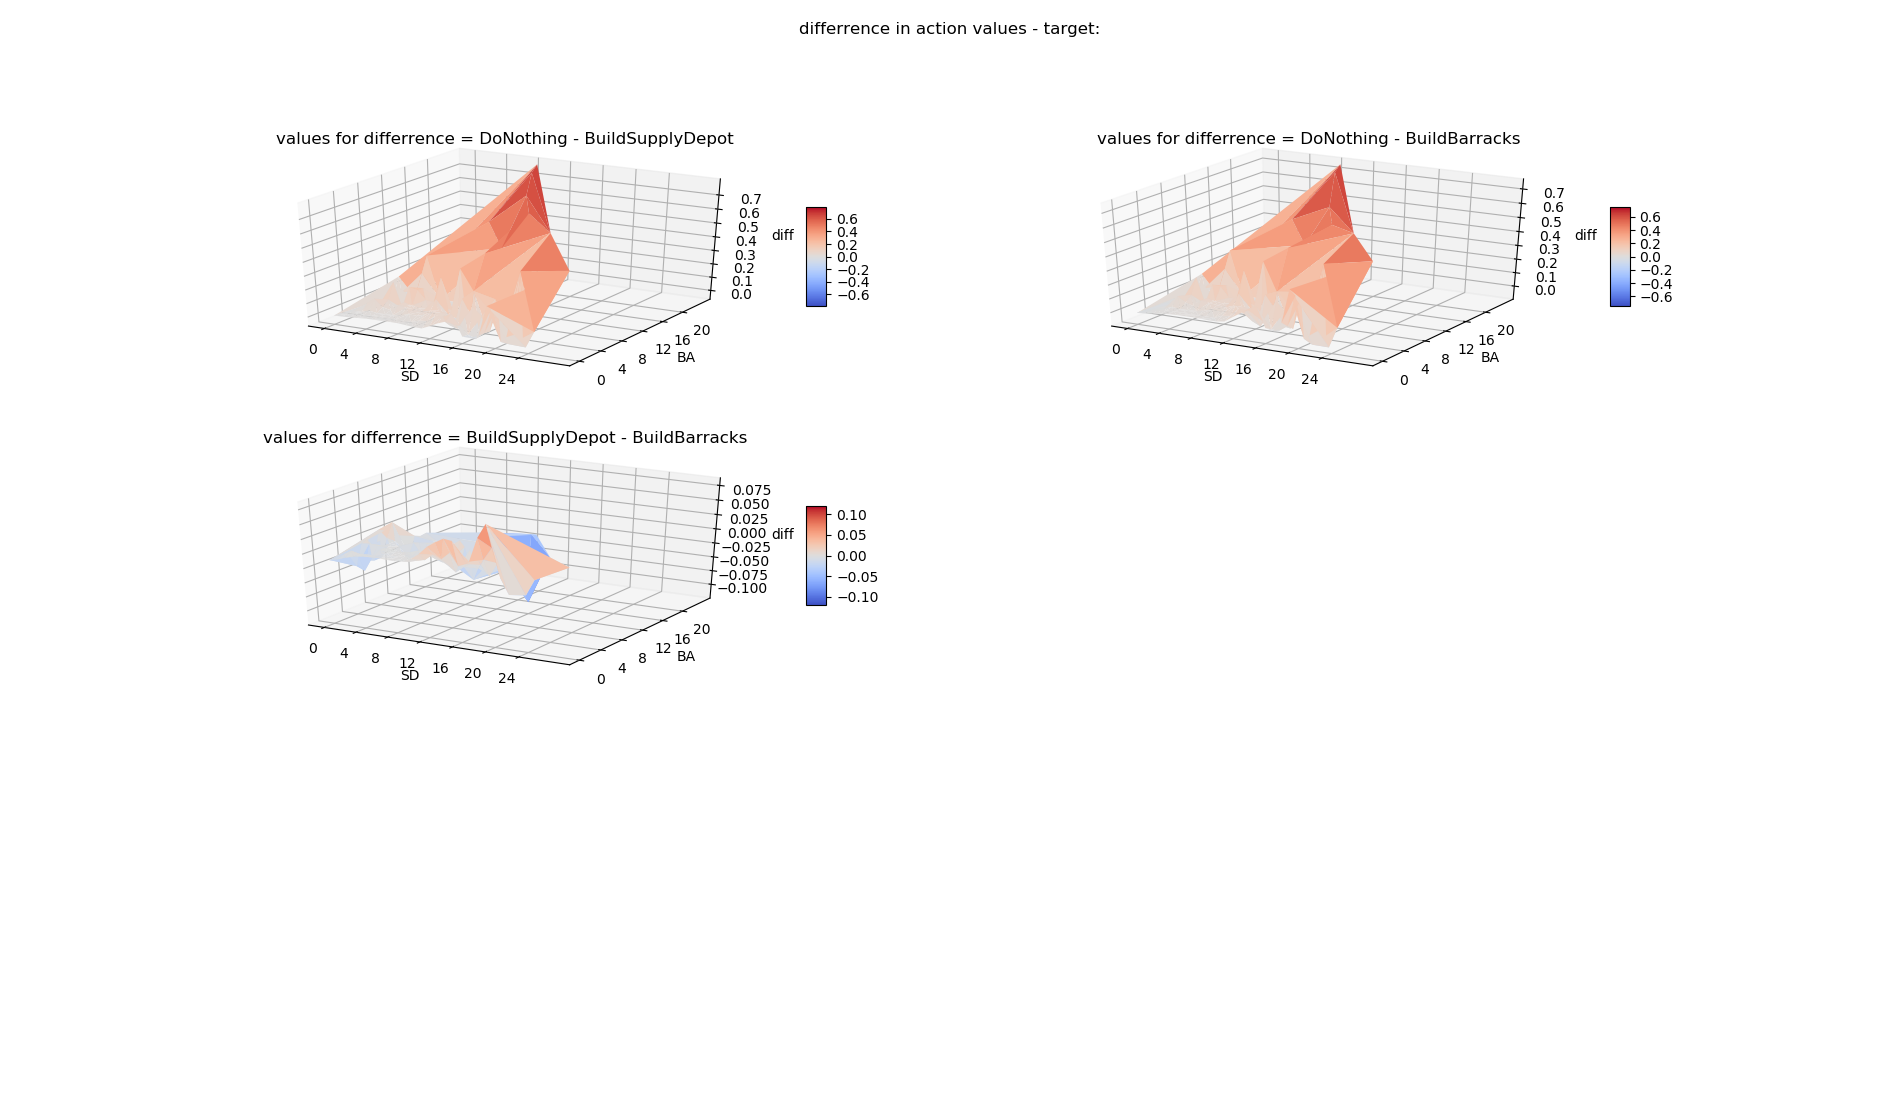 differrence in action values - target:
values for differrence = DoNothing - BuildSupplyDepot
0.7
0.6
0.5
0.4
0.3
0.2
0.1
0.0
diff
0.6
0.4
0.2
0.0
−0.2
−0.4
−0.6
0 4 8 12 16 20 24
SD
0 4 8 12 16 20
BA
values for differrence = DoNothing - BuildBarracks
0.7
0.6
0.5
0.4
0.3
0.2
0.1
0.0
diff
0.6
0.4
0.2
0.0
−0.2
−0.4
−0.6
0 4 8 12 16 20 24
SD
0 4 8 12 16 20
BA
values for differrence = BuildSupplyDepot - BuildBarracks
0.075
0.050
0.025
0.000
−0.025
−0.050
−0.075
−0.100
diff
0.10
0.05
0.00
−0.05
−0.10
0 4 8 12 16 20 24
SD
0 4 8 12 16 20
BA